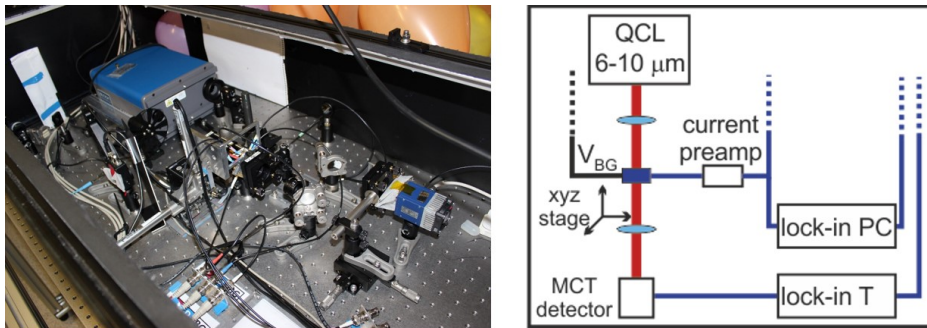 QCL
6-10 μm
current
preamp
V_BG
xyz
stage
lock-in PC
MCT
detector
lock-in T